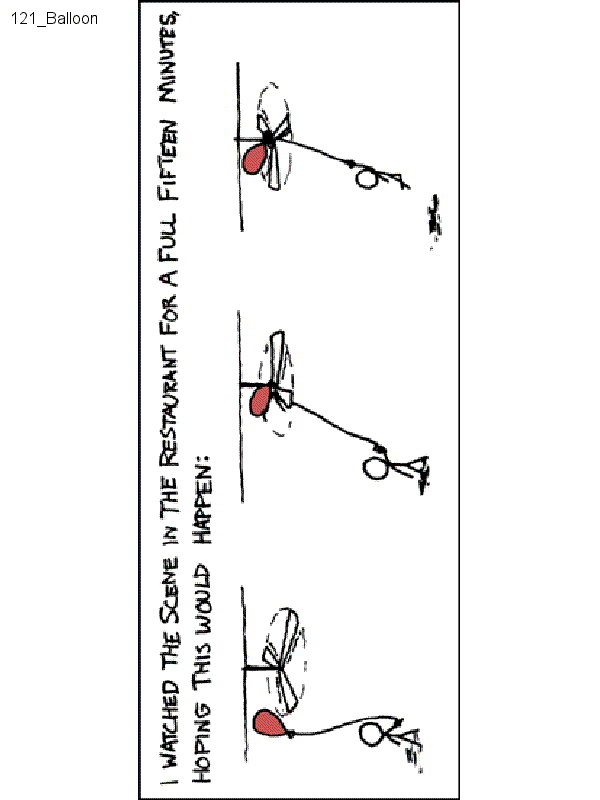 121_Balloon
I WATCHED THE SCENE IN THE RESTAURANT FOR A FULL FIFTEEN MINUTES,
HOPING THIS WOULD HAPPEN: